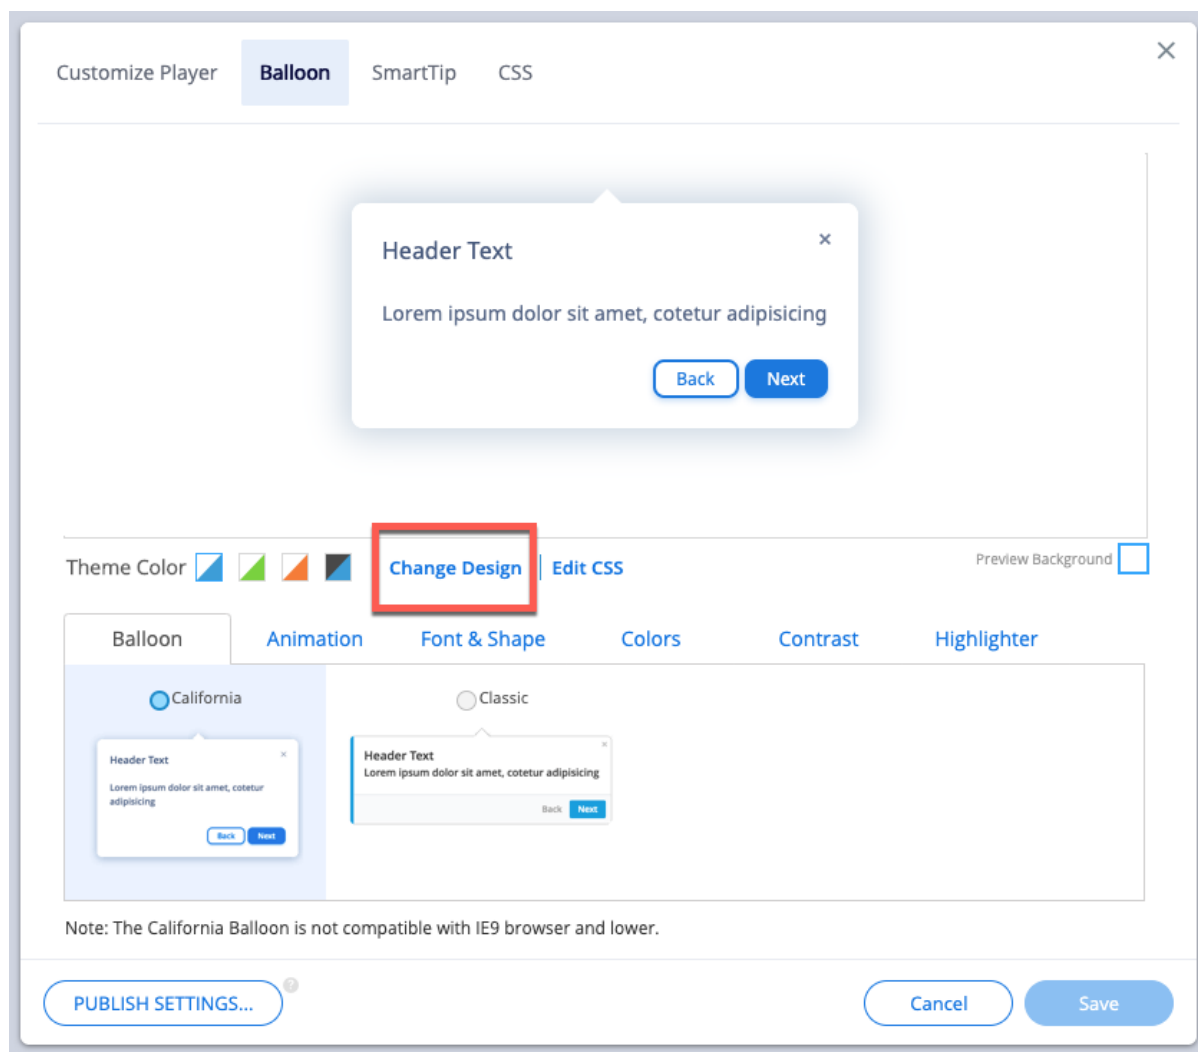 Customize Player Balloon SmartTip CSS ×
Header Text ×
Lorem ipsum dolor sit amet, cotetur adipisicing
Back Next
Theme Color Change Design | Edit CSS Preview Background
Balloon Animation Font & Shape Colors Contrast Highlighter
California
Header Text ×
Lorem ipsum dolor sit amet, cotetur
adipisicing
Back Next
Classic
Header Text ×
Lorem ipsum dolor sit amet, cotetur adipisicing
Back Next
Note: The California Balloon is not compatible with IE9 browser and lower.
PUBLISH SETTINGS... ? Cancel Save